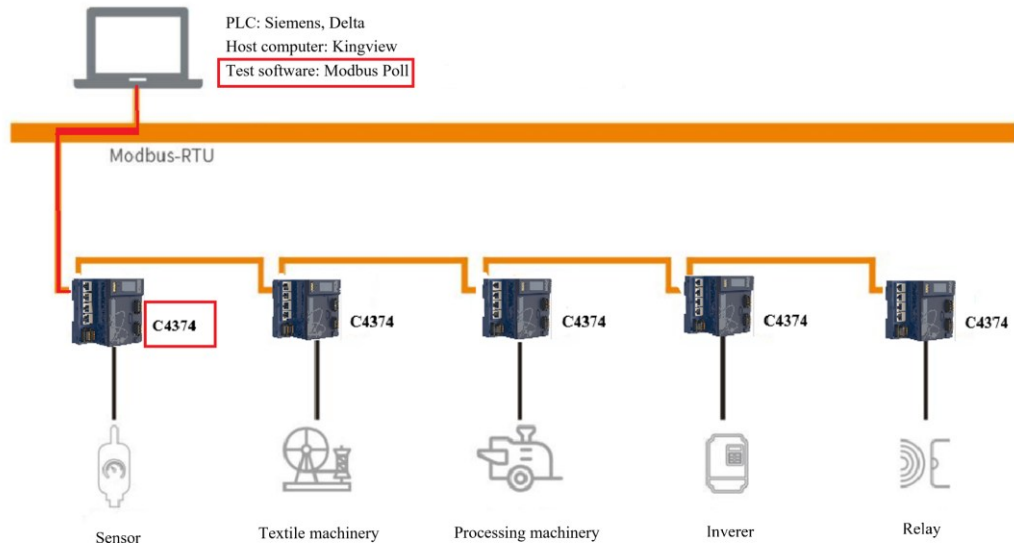 PLC: Siemens, Delta
Host computer: Kingview
Test software: Modbus Poll
Modbus-RTU
C4374
C4374
C4374
C4374
C4374
Sensor
Textile machinery
Processing machinery
Inverer
Relay